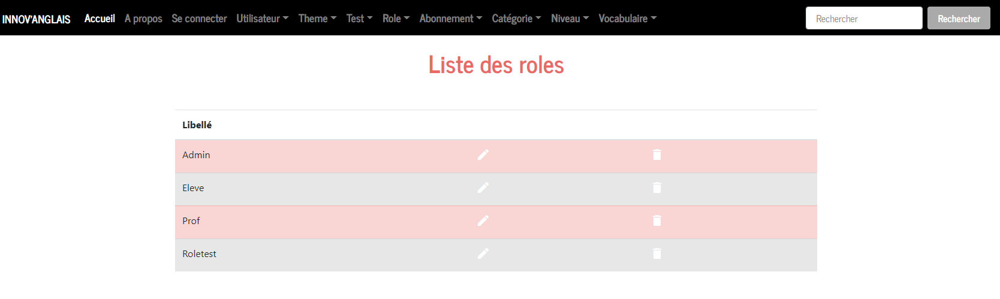 INNOV'ANGLAIS Accueil A propos Se connecter Utilisateur Theme Test Role Abonnement Catégorie Niveau Vocabulaire Rechercher Rechercher
Liste des roles
Libellé
Admin
Eleve
Prof
Roletest